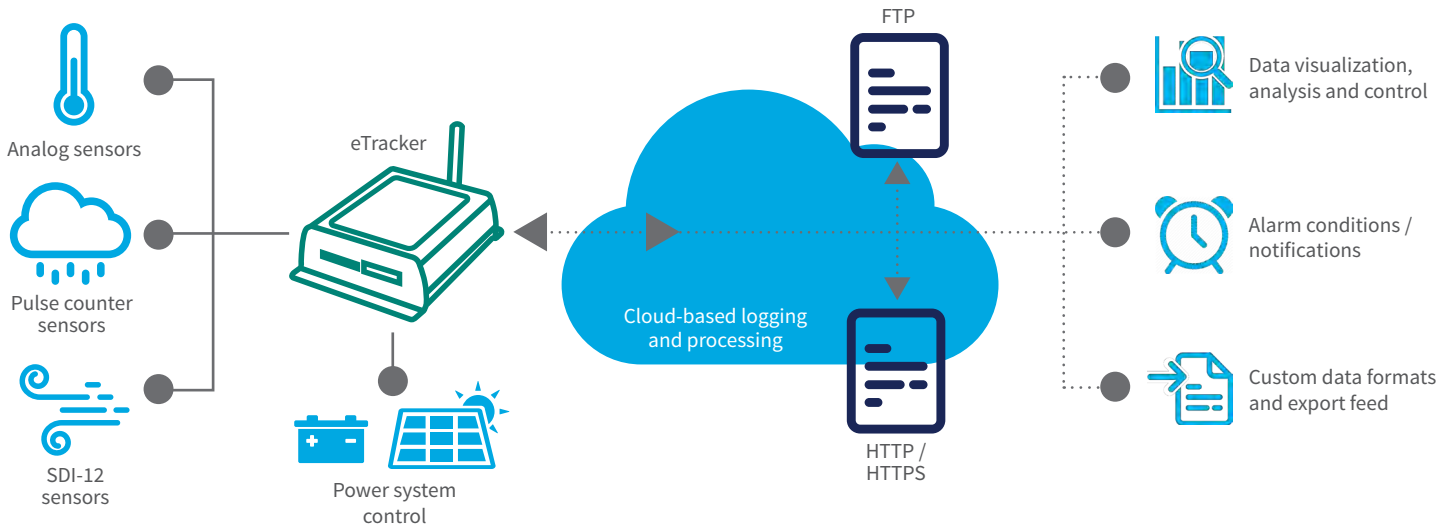 Analog sensors
Pulse counter
sensors
SDI-12
sensors
eTracker
Power system
control
Cloud-based logging
and processing
FTP
HTTP /
HTTPS
Data visualization,
analysis and control
Alarm conditions /
notifications
Custom data formats
and export feed